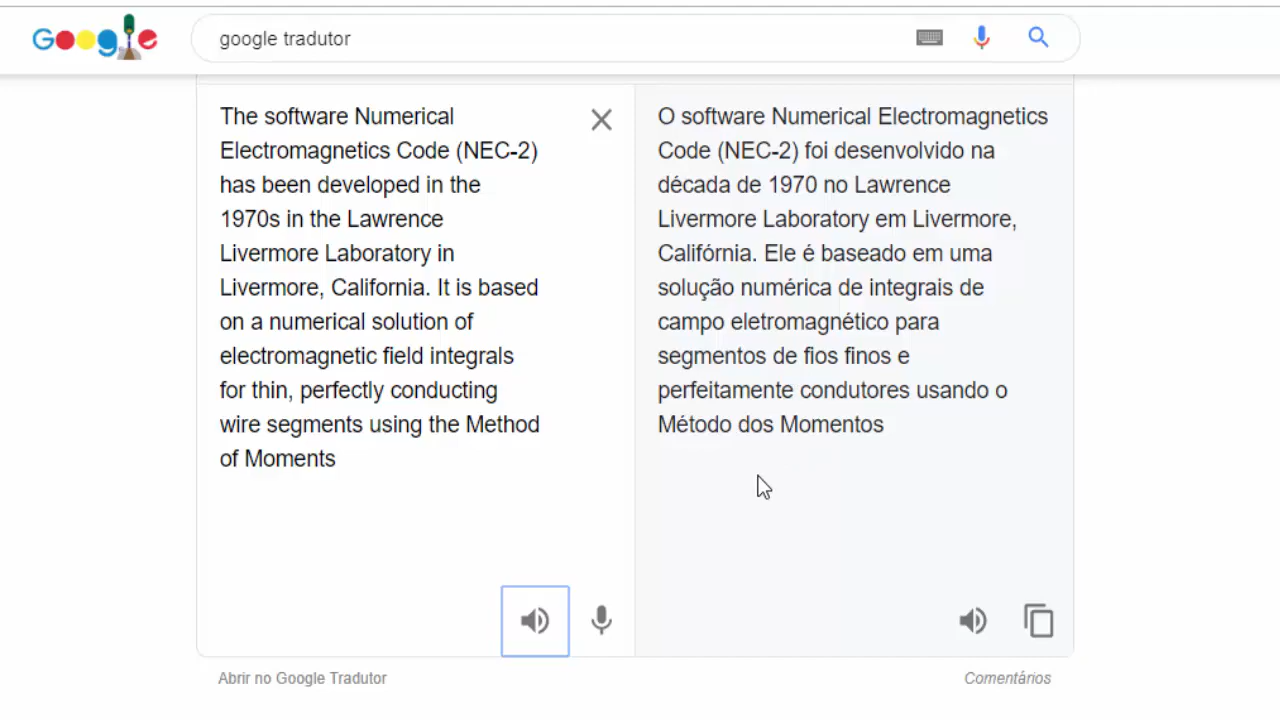 Google
google tradutor
The software Numerical
Electromagnetics Code (NEC-2)
has been developed in the
1970s in the Lawrence
Livermore Laboratory in
Livermore, California. It is based
on a numerical solution of
electromagnetic field integrals
for thin, perfectly conducting
wire segments using the Method
of Moments
O software Numerical Electromagnetics
Code (NEC-2) foi desenvolvido na
década de 1970 no Lawrence
Livermore Laboratory em Livermore,
Califórnia. Ele é baseado em uma
solução numérica de integrais de
campo eletromagnético para
segmentos de fios finos e
perfeitamente condutores usando o
Método dos Momentos
Abrir no Google Tradutor
Comentários